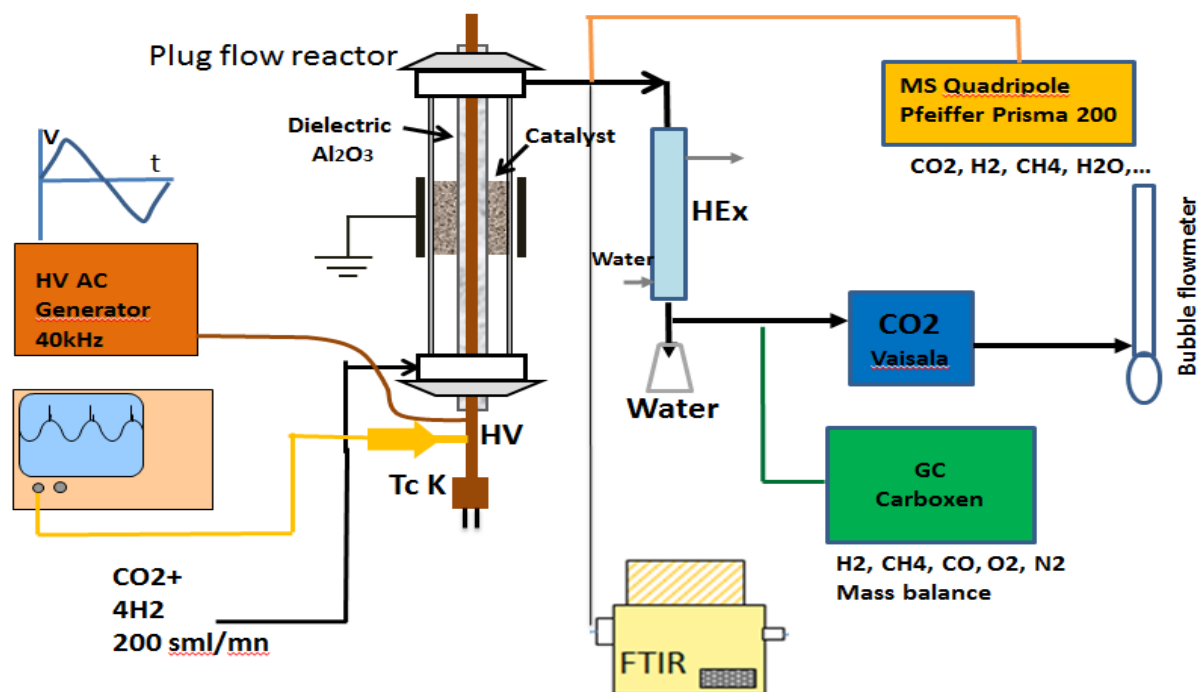 Plug flow reactor
MS Quadripole
Pfeiffer Prisma 200
CO2, H2, CH4, H2O,...
Dielectric
Al2O3
Catalyst
V
t
HEx
Water
HV AC
Generator
40kHz
CO2
Vaisala
Bubble flowmeter
Water
HV
Tc K
GC
Carboxen
H2, CH4, CO, O2, N2
Mass balance
CO2+
4H2
200 sml/mn
FTIR